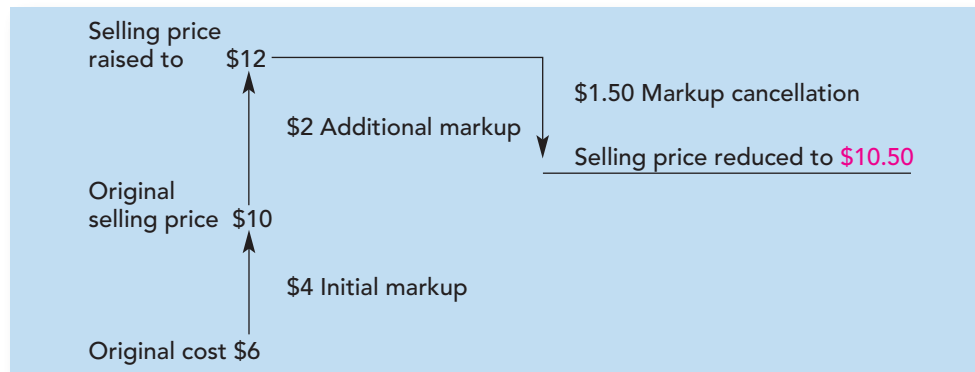 Selling price
raised to $12
$1.50 Markup cancellation
$2 Additional markup
Selling price reduced to $10.50
Original
selling price $10
$4 Initial markup
Original cost $6